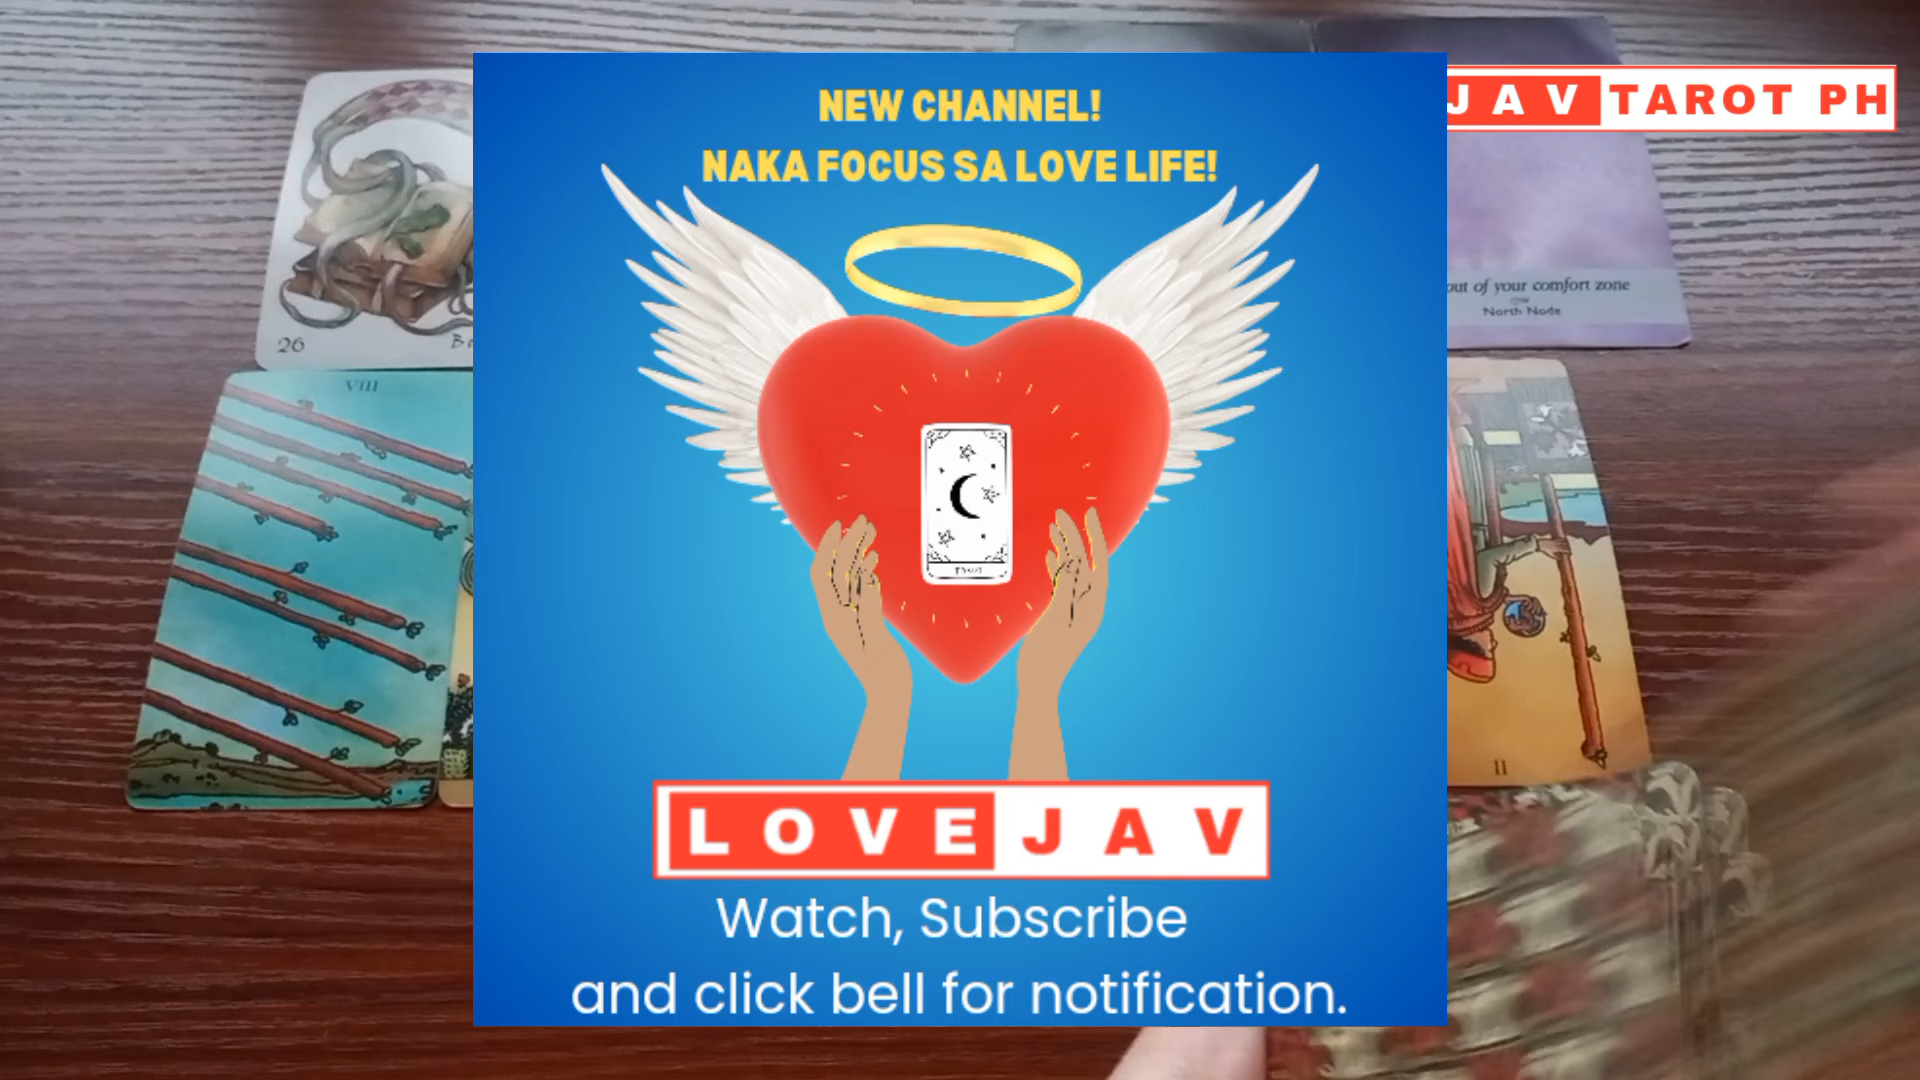 NEW CHANNEL!
NAKA FOCUS SA LOVE LIFE!
JAV TAROT PH
out of your comfort zone
North Node
26
VIII
TAROT
II
LOVE JAV
Watch, Subscribe
and click bell for notification.